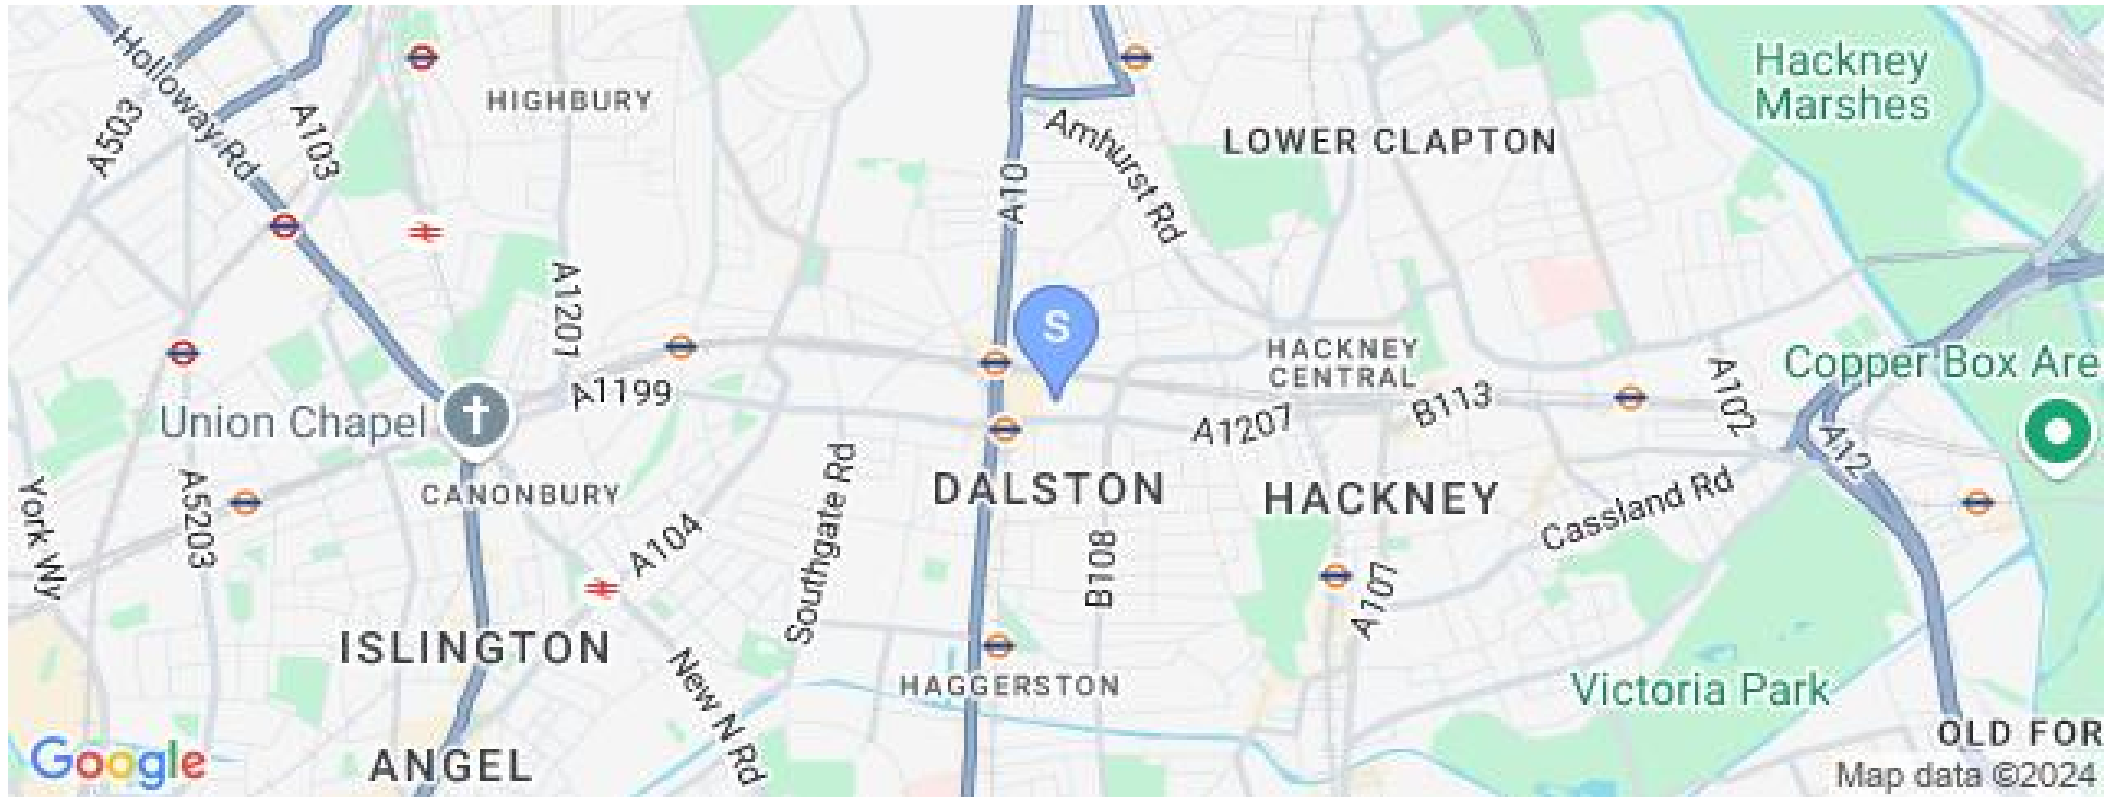 Hackney
Marshes
Holloway Rd
HIGHBURY
A503
A103
Amhurst Rd
LOWER CLAPTON
A10
A1201
S
HACKNEY
CENTRAL
Copper Box Are
A1199
Union Chapel
A1207
B113
A102
A12
CANONBURY
DALSTON
HACKNEY
Cassland Rd
York Wy
A5203
A104
Southgate Rd
B108
A107
ISLINGTON
New N Rd
HAGGERSTON
Victoria Park
OLD FOR
Google
ANGEL
Map data ©2024